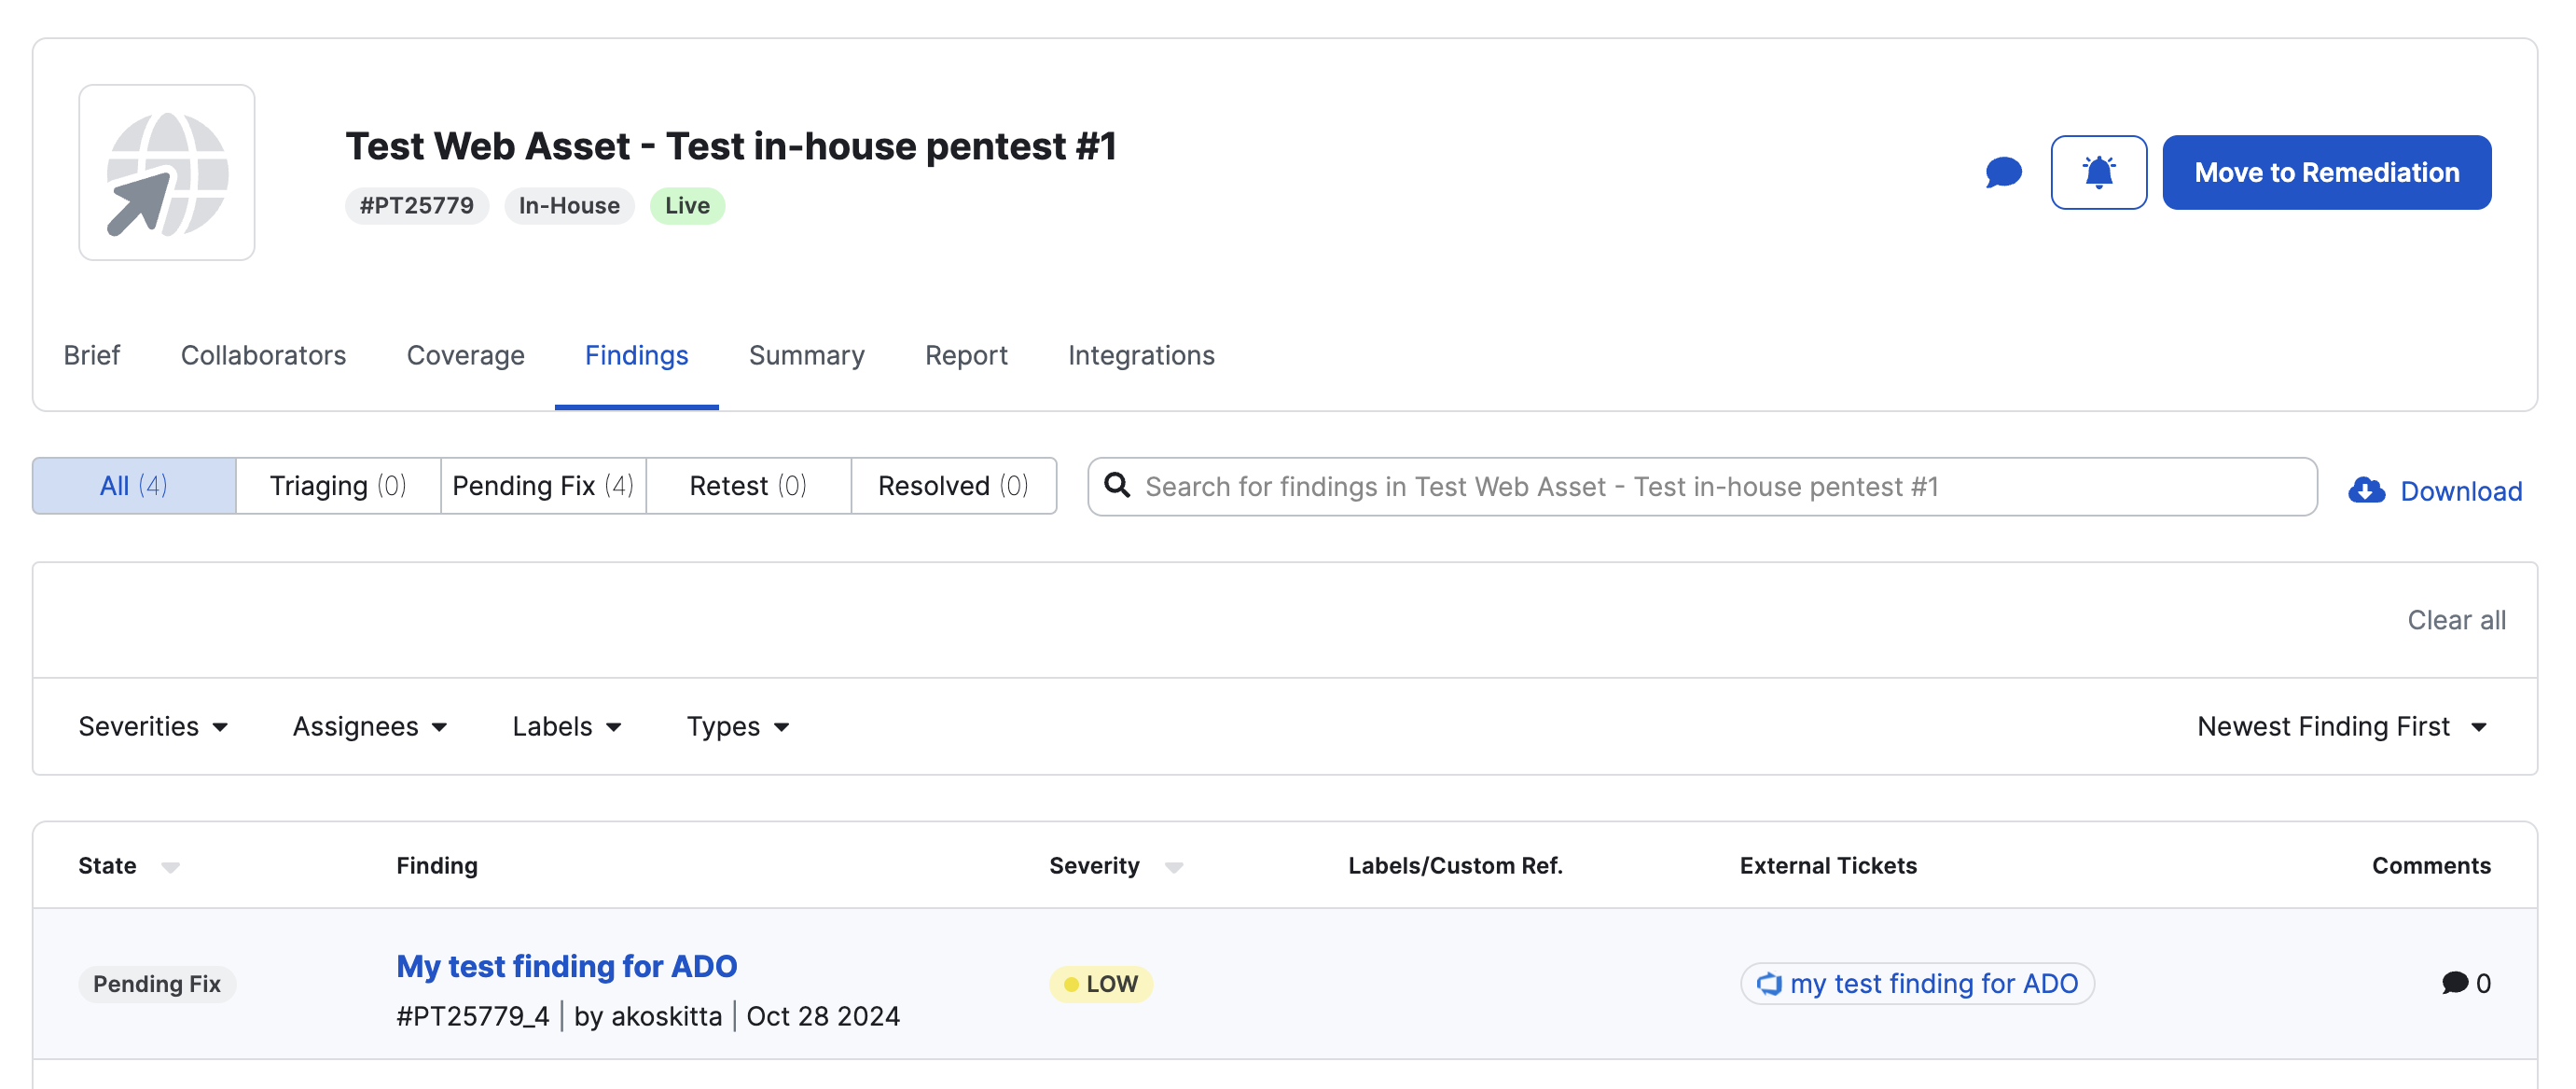 Test Web Asset - Test in-house pentest #1
#PT25779 In-House Live
Move to Remediation
Brief Collaborators Coverage Findings Summary Report Integrations
All (4) Triaging (0) Pending Fix (4) Retest (0) Resolved (0) Search for findings in Test Web Asset - Test in-house pentest #1 Download
Clear all
Severities Assignees Labels Types Newest Finding First
State Finding Severity Labels/Custom Ref. External Tickets Comments
My test finding for ADO
Pending Fix LOW my test finding for ADO 0
#PT25779_4 | by akoskitta | Oct 28 2024